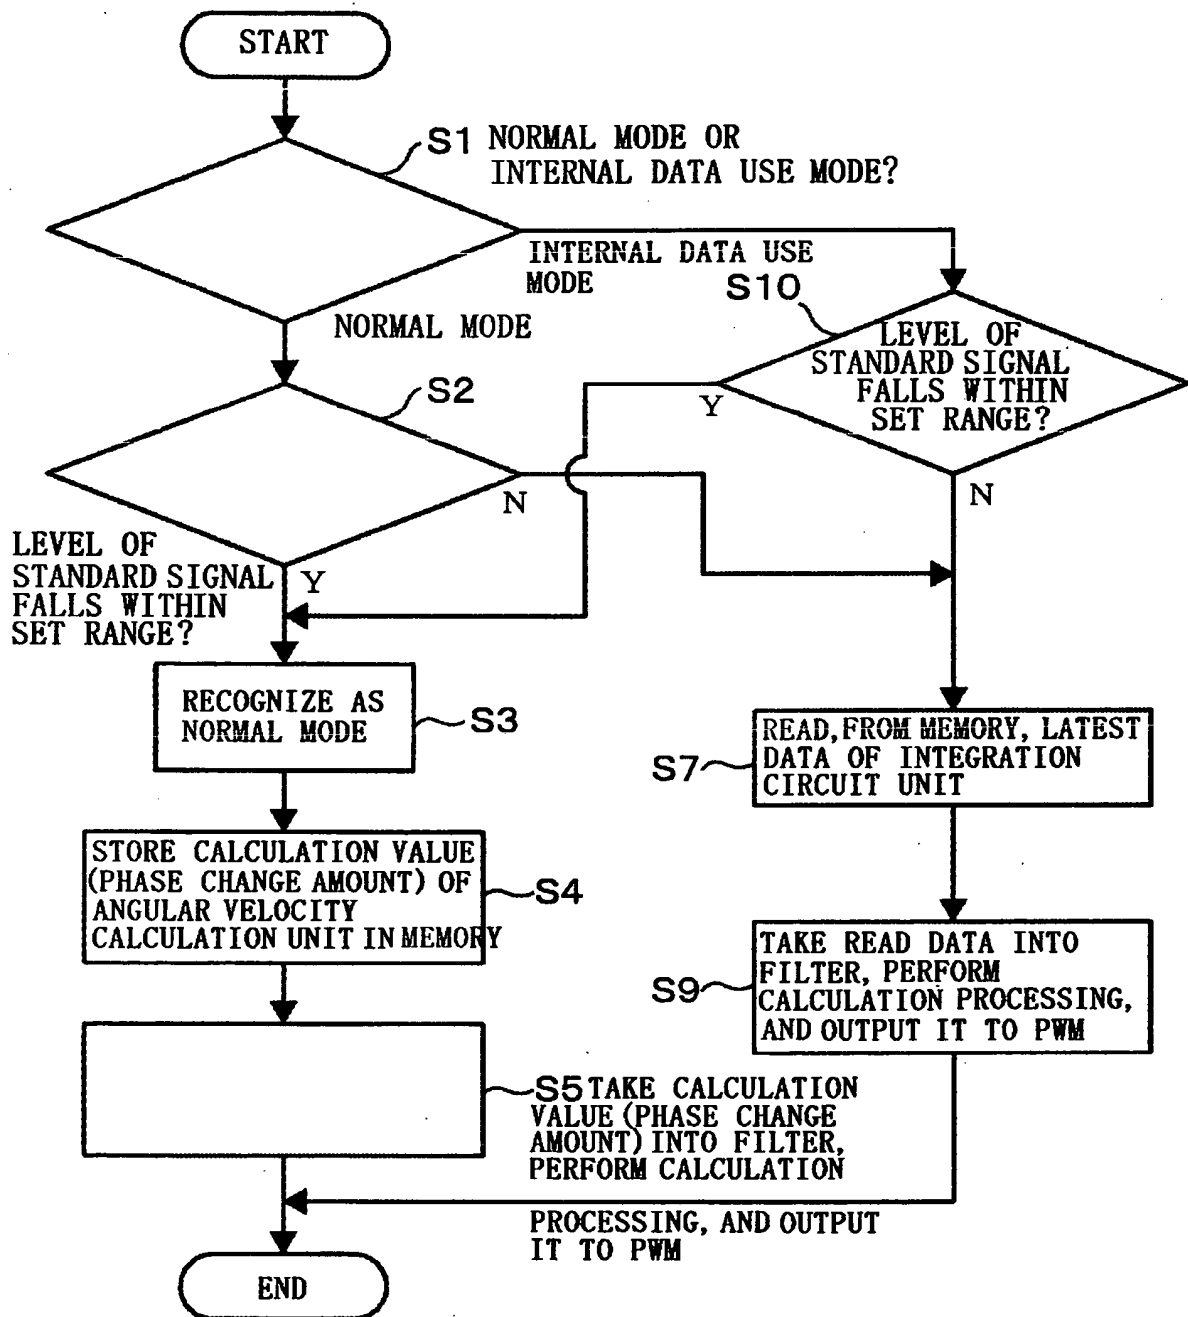 START
S1 NORMAL MODE OR
INTERNAL DATA USE MODE?
INTERNAL DATA USE
MODE
NORMAL MODE
S10
LEVEL OF
STANDARD SIGNAL
FALLS WITHIN
SET RANGE?
Y
N
S2
N
LEVEL OF
STANDARD SIGNAL
FALLS WITHIN
SET RANGE?
Y
RECOGNIZE AS
NORMAL MODE
S3
READ, FROM MEMORY, LATEST
DATA OF INTEGRATION
CIRCUIT UNIT
S7
STORE CALCULATION VALUE
(PHASE CHANGE AMOUNT) OF
ANGULAR VELOCITY
CALCULATION UNIT IN MEMORY
S4
TAKE READ DATA INTO
FILTER, PERFORM
CALCULATION PROCESSING,
AND OUTPUT IT TO PWM
S9
S5 TAKE CALCULATION
VALUE (PHASE CHANGE
AMOUNT) INTO FILTER,
PERFORM CALCULATION
PROCESSING, AND OUTPUT
IT TO PWM
END